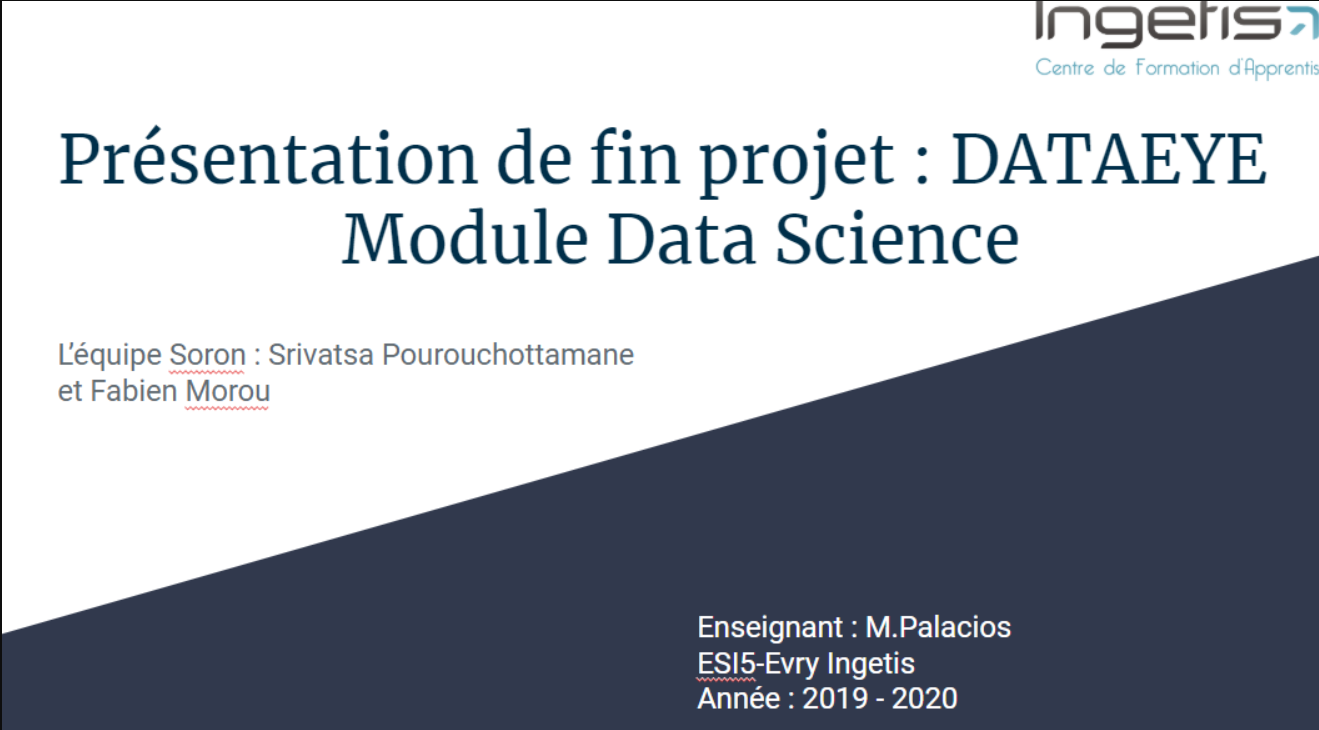 Ingetis
Centre de Formation d'Apprentis
Présentation de fin projet : DATAEYE
Module Data Science
L'équipe Soron : Srivatsa Pourouchottamane
et Fabien Morou
Enseignant : M.Palacios
ESI5-Evry Ingetis
Année : 2019 - 2020